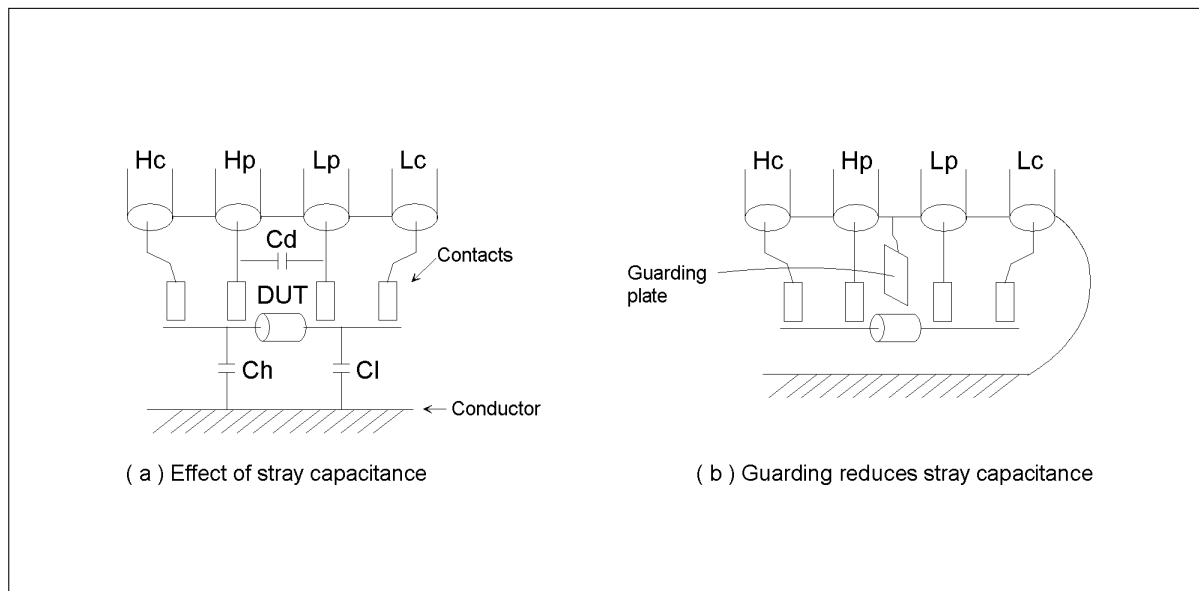 Hc Hp Lp Lc
Cd
Contacts
DUT
Ch Cl
Conductor
( a ) Effect of stray capacitance
Hc Hp Lp Lc
Guarding
plate
( b ) Guarding reduces stray capacitance